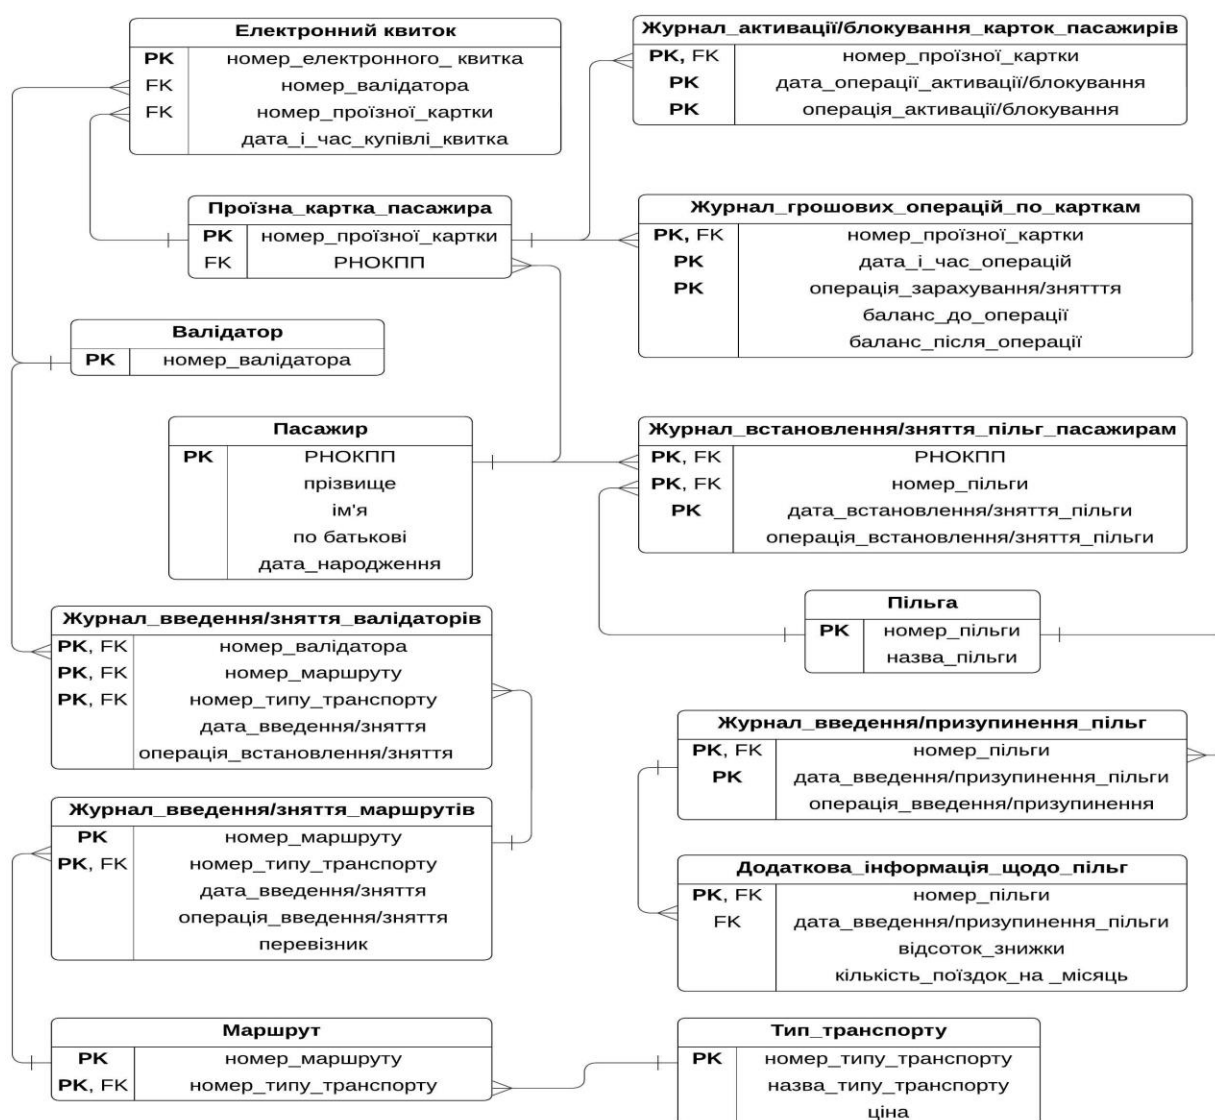 Електронний квиток
PK номер_електронного_ квитка
FK номер_валідатора
FK номер_проїзної_картки
дата_і_час_купівлі_квитка
Журнал_активації/блокування_карток_пасажирів
PK, FK номер_проїзної_картки
PK дата_операції_активації/блокування
PK операція_активації/блокування
Проїзна_картка_пасажира
PK номер_проїзної_картки
FK РНОКПП
Журнал_грошових_операцій_по_карткам
PK, FK номер_проїзної_картки
PK дата_і_час_операцій
PK операція_зарахування/знятття
баланс_до_операції
баланс_після_операції
Валідатор
PK номер_валідатора
Пасажир
PK РНОКПП
прізвище
ім'я
по батькові
дата_народження
Журнал_встановлення/зняття_пільг_пасажирам
PK, FK РНОКПП
PK, FK номер_пільги
PK дата_встановлення/зняття_пільги
операція_встановлення/зняття_пільги
Пільга
PK номер_пільги
назва_пільги
Журнал_введення/зняття_валідаторів
PK, FK номер_валідатора
PK, FK номер_маршруту
PK, FK номер_типу_транспорту
дата_введення/зняття
операція_встановлення/зняття
Журнал_введення/призупинення_пільг
PK, FK номер_пільги
PK дата_введення/призупинення_пільги
операція_введення/призупинення
Журнал_введення/зняття_маршрутів
PK номер_маршруту
PK, FK номер_типу_транспорту
дата_введення/зняття
операція_введення/зняття
перевізник
Додаткова_інформація_щодо_пільг
PK, FK номер_пільги
FK дата_введення/призупинення_пільги
відсоток_знижки
кількість_поїздок_на _місяць
Маршрут
PK номер_маршруту
PK, FK номер_типу_транспорту
Тип_транспорту
PK номер_типу_транспорту
назва_типу_транспорту
ціна